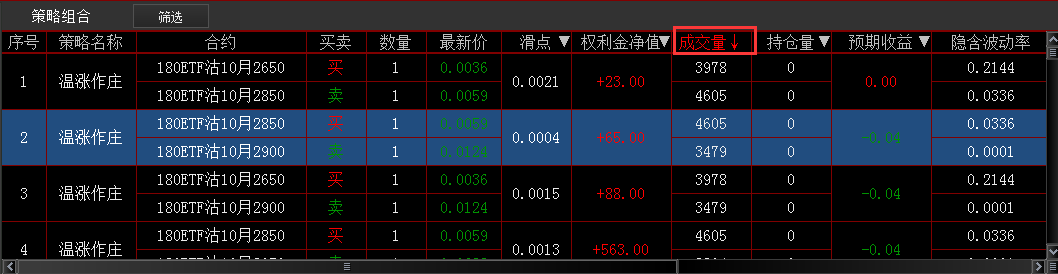 策略组合 筛选
序号 策略名称 合约 买卖 数量 最新价 滑点▼ 权利金净值▼ 成交量↓ 持仓量▼ 预期收益▼ 隐含波动率
180ETF沽10月2650 买 1 0.0036 3978 0 0.2144
1 温涨作庄 0.0021 +23.00 0.00
180ETF沽10月2850 卖 1 0.0059 4605 0 0.0336
180ETF沽10月2850 买 1 0.0059 4605 0 0.0336
2 温涨作庄 0.0004 +65.00 -0.04
180ETF沽10月2900 卖 1 0.0124 3479 0 0.0001
180ETF沽10月2650 买 1 0.0036 3978 0 0.2144
3 温涨作庄 0.0015 +88.00 -0.04
180ETF沽10月2900 卖 1 0.0124 3479 0 0.0001
180ETF沽10月2850 买 1 0.0059 4605 0 0.0336
4 温涨作庄 0.0013 +563.00 -0.04